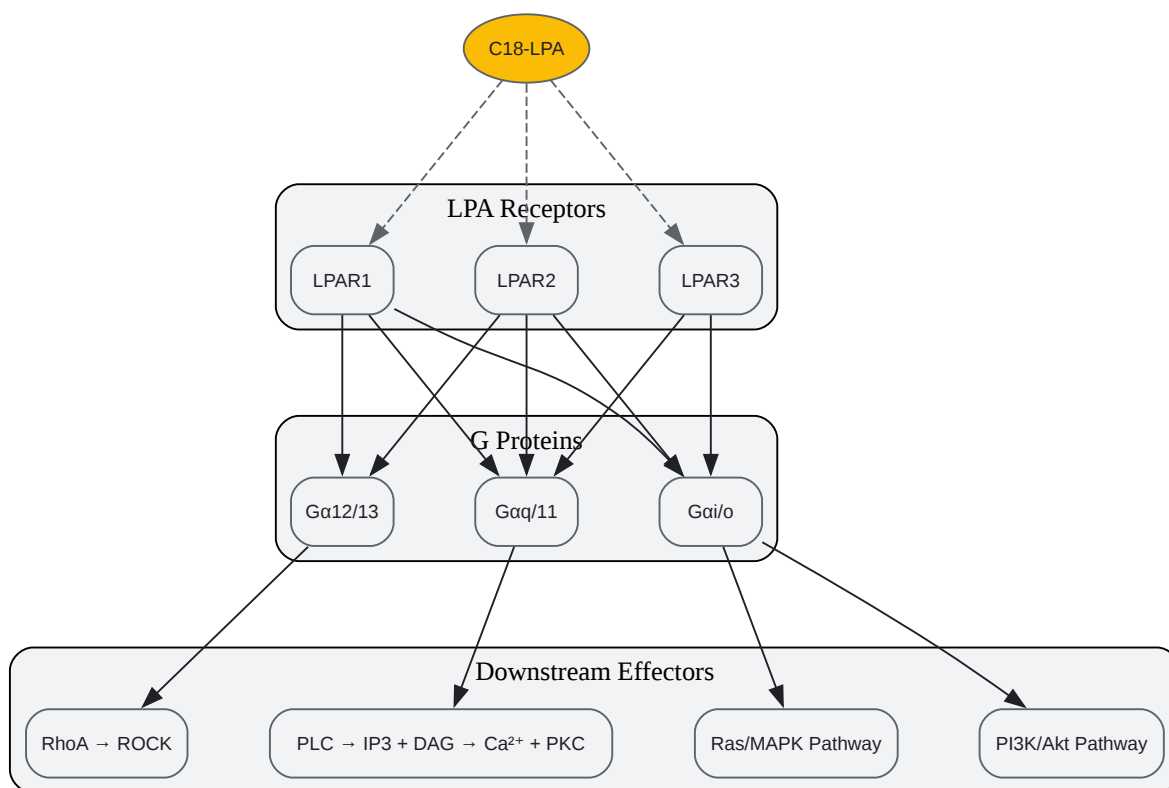 C18-LPA
LPA Receptors
LPAR1
LPAR2
LPAR3
G Proteins
Gα12/13
Gαq/11
Gαi/o
Downstream Effectors
RhoA → ROCK
PLC → IP3 + DAG → Ca²⁺ + PKC
Ras/MAPK Pathway
PI3K/Akt Pathway